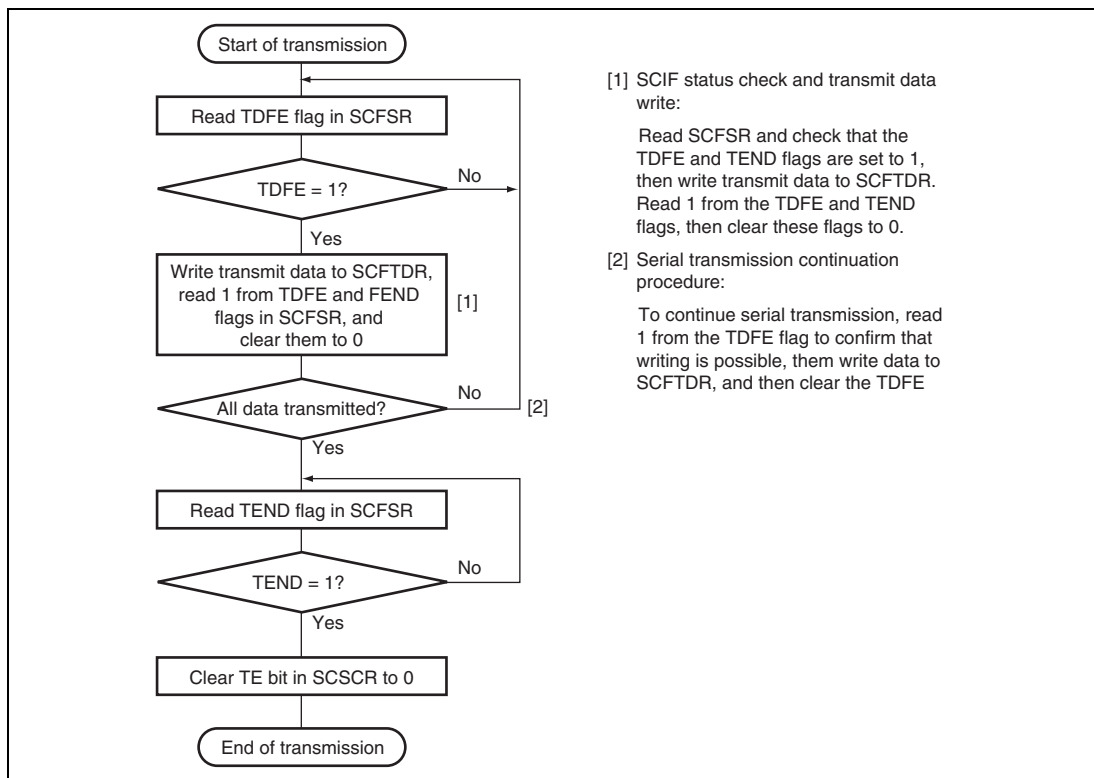 Start of transmission
Read TDFE flag in SCFSR
TDFE = 1?
No
Yes
Write transmit data to SCFTDR,
read 1 from TDFE and FEND
flags in SCFSR, and
clear them to 0
[1]
All data transmitted?
No
[2]
Yes
Read TEND flag in SCFSR
TEND = 1?
No
Yes
Clear TE bit in SCSCR to 0
End of transmission
[1] SCIF status check and transmit data
write:
Read SCFSR and check that the
TDFE and TEND flags are set to 1,
then write transmit data to SCFTDR.
Read 1 from the TDFE and TEND
flags, then clear these flags to 0.
[2] Serial transmission continuation
procedure:
To continue serial transmission, read
1 from the TDFE flag to confirm that
writing is possible, them write data to
SCFTDR, and then clear the TDFE